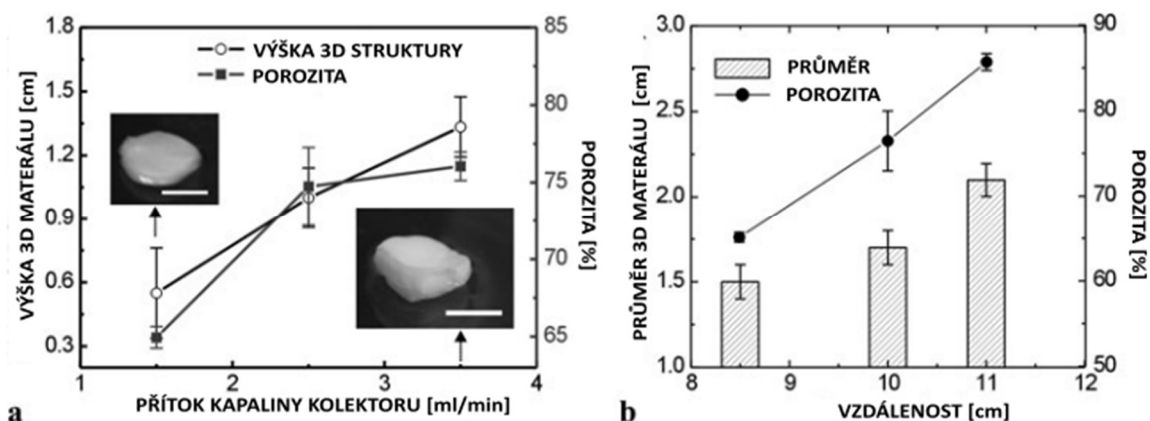 1.8
1.5
1.2
0.9
0.6
0.3
VÝŠKA 3D MATERÁLU [cm]
VÝŠKA 3D STRUKTURY
POROZITA
85
80
75
70
65
POROZITA [%]
1 2 3 4
PŘÍTOK KAPALINY KOLEKTORU [ml/min]
a
3.0
2.5
2.0
1.5
1.0
PRŮMĚR 3D MATERÁLU [cm]
PRŮMĚR
POROZITA
90
80
70
60
50
POROZITA [%]
8 9 10 11 12
VZDÁLENOST [cm]
b